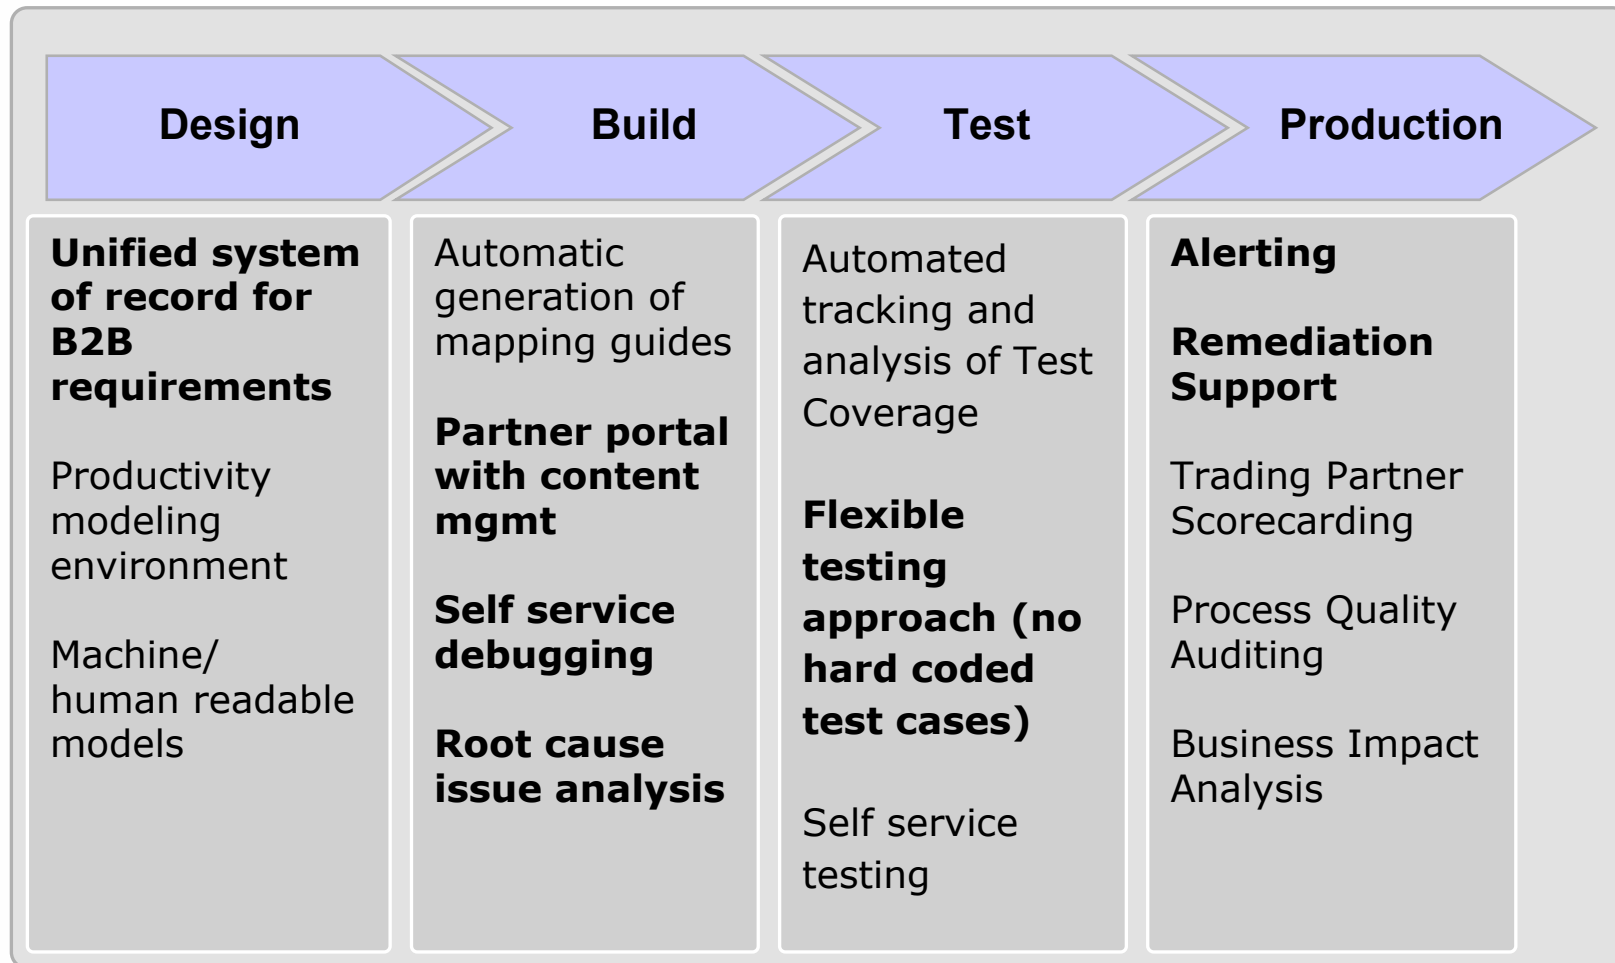 Design
Build
Test
Production
Unified system
of record for
B2B
requirements
Productivity
modeling
environment
Machine/
human readable
models
Automatic
generation of
mapping guides
Partner portal
with content
mgmt
Self service
debugging
Root cause
issue analysis
Automated
tracking and
analysis of Test
Coverage
Flexible
testing
approach (no
hard coded
test cases)
Self service
testing
Alerting
Remediation
Support
Trading Partner
Scorecarding
Process Quality
Auditing
Business Impact
Analysis